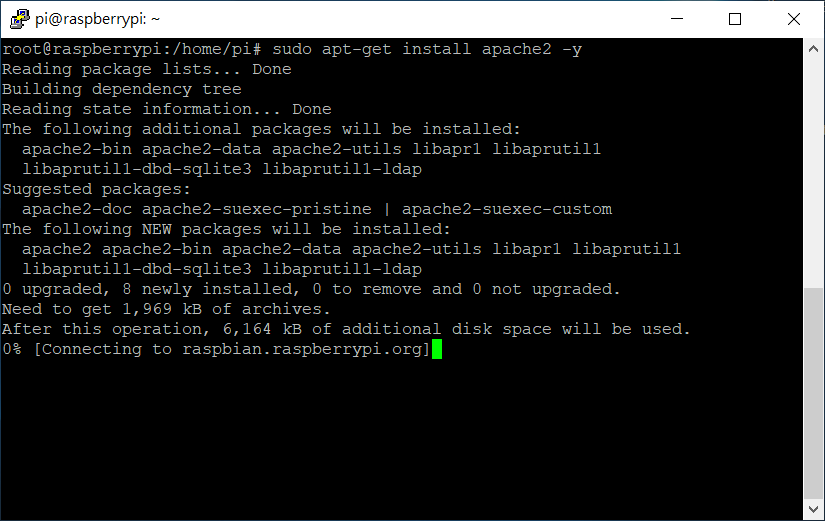 pi@raspberrypi: ~
root@raspberrypi:/home/pi# sudo apt-get install apache2 -y
Reading package lists... Done
Building dependency tree
Reading state information... Done
The following additional packages will be installed:
  apache2-bin apache2-data apache2-utils libapr1 libaprutil1
  libaprutil1-dbd-sqlite3 libaprutil1-ldap
Suggested packages:
  apache2-doc apache2-suexec-pristine | apache2-suexec-custom
The following NEW packages will be installed:
  apache2 apache2-bin apache2-data apache2-utils libapr1 libaprutil1
  libaprutil1-dbd-sqlite3 libaprutil1-ldap
0 upgraded, 8 newly installed, 0 to remove and 0 not upgraded.
Need to get 1,969 kB of archives.
After this operation, 6,164 kB of additional disk space will be used.
0% [Connecting to raspbian.raspberrypi.org]